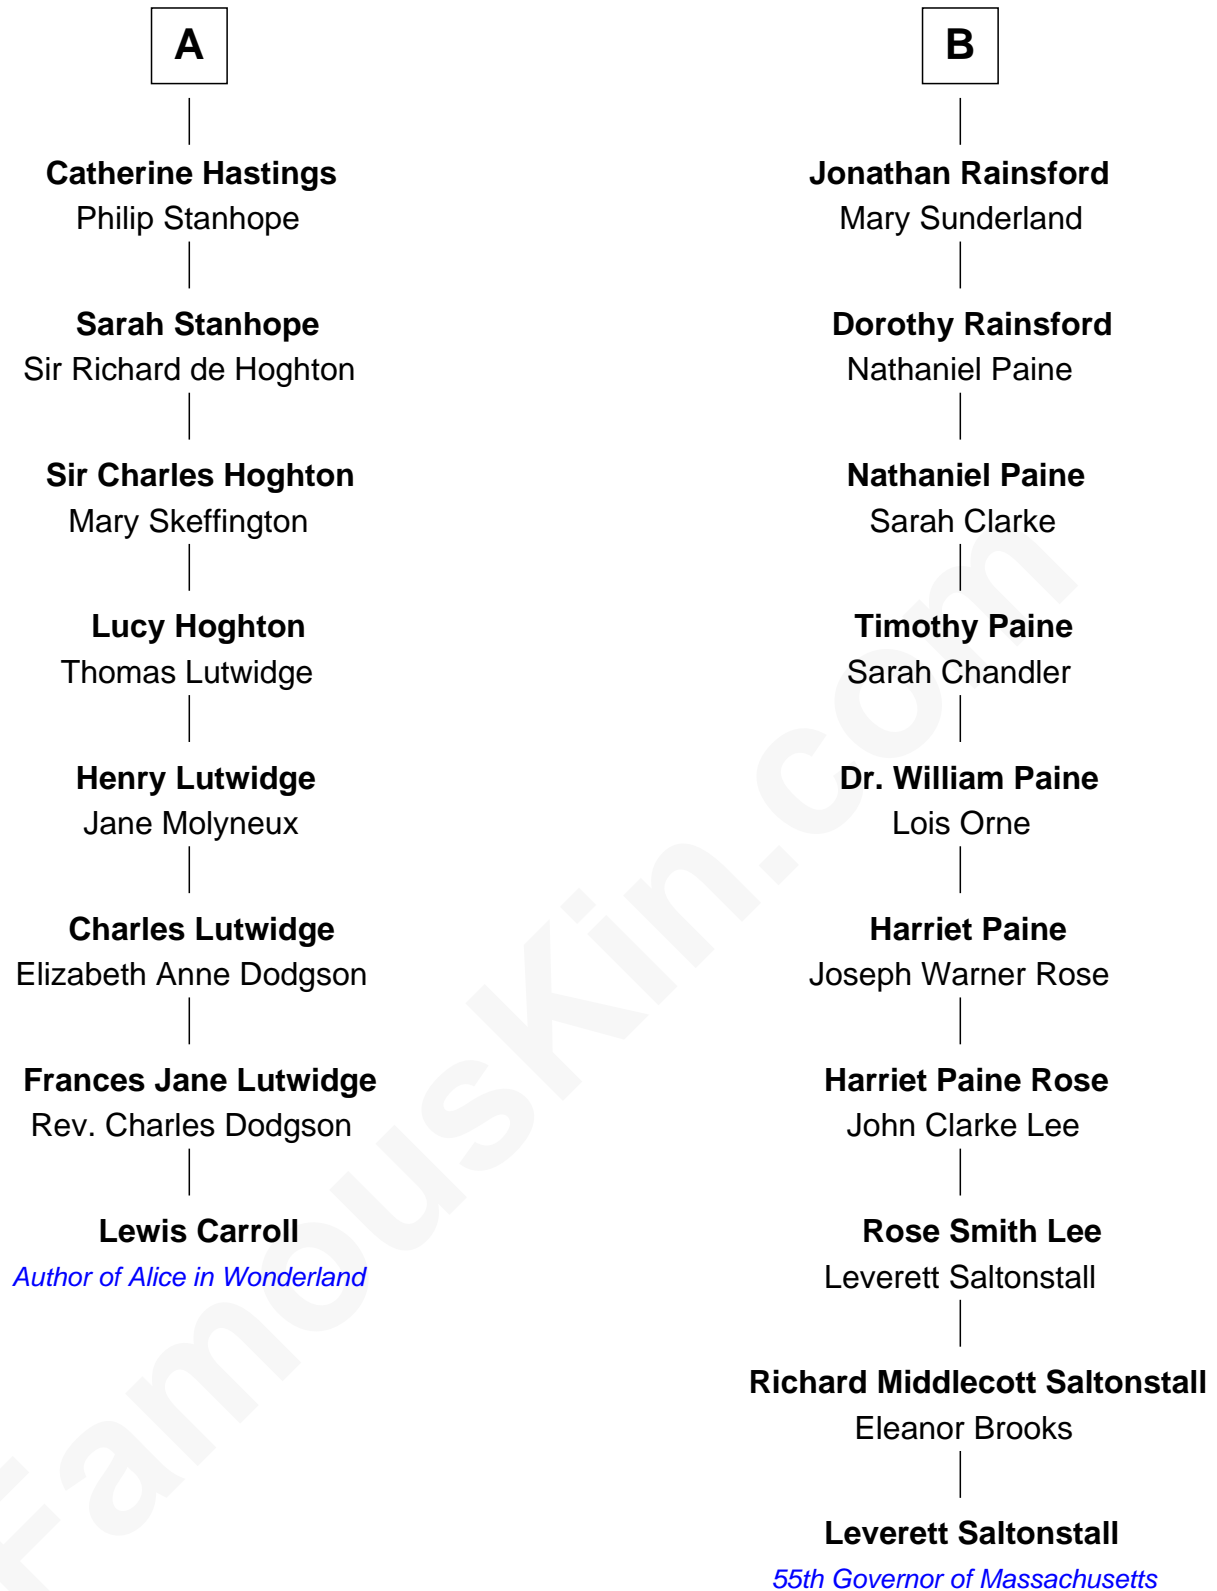 A
Catherine Hastings
Philip Stanhope
Sarah Stanhope
Sir Richard de Hoghton
Sir Charles Hoghton
Mary Skeffington
Lucy Hoghton
Thomas Lutwidge
Henry Lutwidge
Jane Molyneux
Charles Lutwidge
Elizabeth Anne Dodgson
Frances Jane Lutwidge
Rev. Charles Dodgson
Lewis Carroll
Author of Alice in Wonderland
B
Jonathan Rainsford
Mary Sunderland
Dorothy Rainsford
Nathaniel Paine
Nathaniel Paine
Sarah Clarke
Timothy Paine
Sarah Chandler
Dr. William Paine
Lois Orne
Harriet Paine
Joseph Warner Rose
Harriet Paine Rose
John Clarke Lee
Rose Smith Lee
Leverett Saltonstall
Richard Middlecott Saltonstall
Eleanor Brooks
Leverett Saltonstall
55th Governor of Massachusetts
FamousKin.com